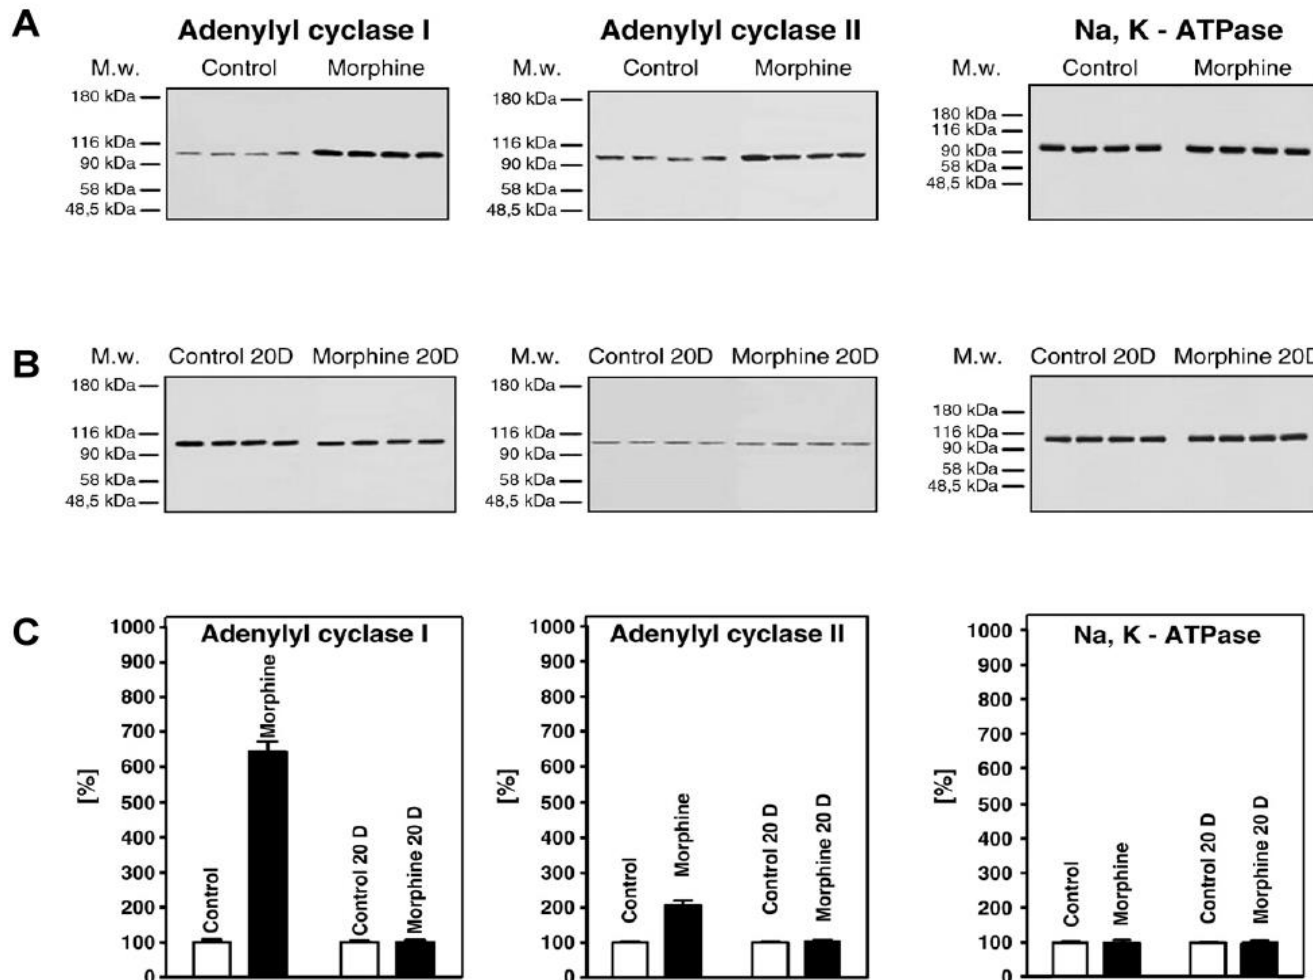 A
Adenylyl cyclase I
Adenylyl cyclase II
Na, K - ATPase
M.w.
Control
Morphine
180 kDa
116 kDa
90 kDa
58 kDa
48,5 kDa
M.w.
Control
Morphine
180 kDa
116 kDa
90 kDa
58 kDa
48,5 kDa
M.w.
Control
Morphine
180 kDa
116 kDa
90 kDa
58 kDa
48,5 kDa
B
M.w.
Control 20D
Morphine 20D
180 kDa
116 kDa
90 kDa
58 kDa
48,5 kDa
M.w.
Control 20D
Morphine 20D
180 kDa
116 kDa
90 kDa
58 kDa
48,5 kDa
M.w.
Control 20D
Morphine 20D
180 kDa
116 kDa
90 kDa
58 kDa
48,5 kDa
C
Adenylyl cyclase I
[%]
1000
900
800
700
600
500
400
300
200
100
0
Control
Morphine
Control 20 D
Morphine 20 D
Adenylyl cyclase II
[%]
1000
900
800
700
600
500
400
300
200
100
0
Control
Morphine
Control 20 D
Morphine 20 D
Na, K - ATPase
[%]
1000
900
800
700
600
500
400
300
200
100
0
Control
Morphine
Control 20 D
Morphine 20 D